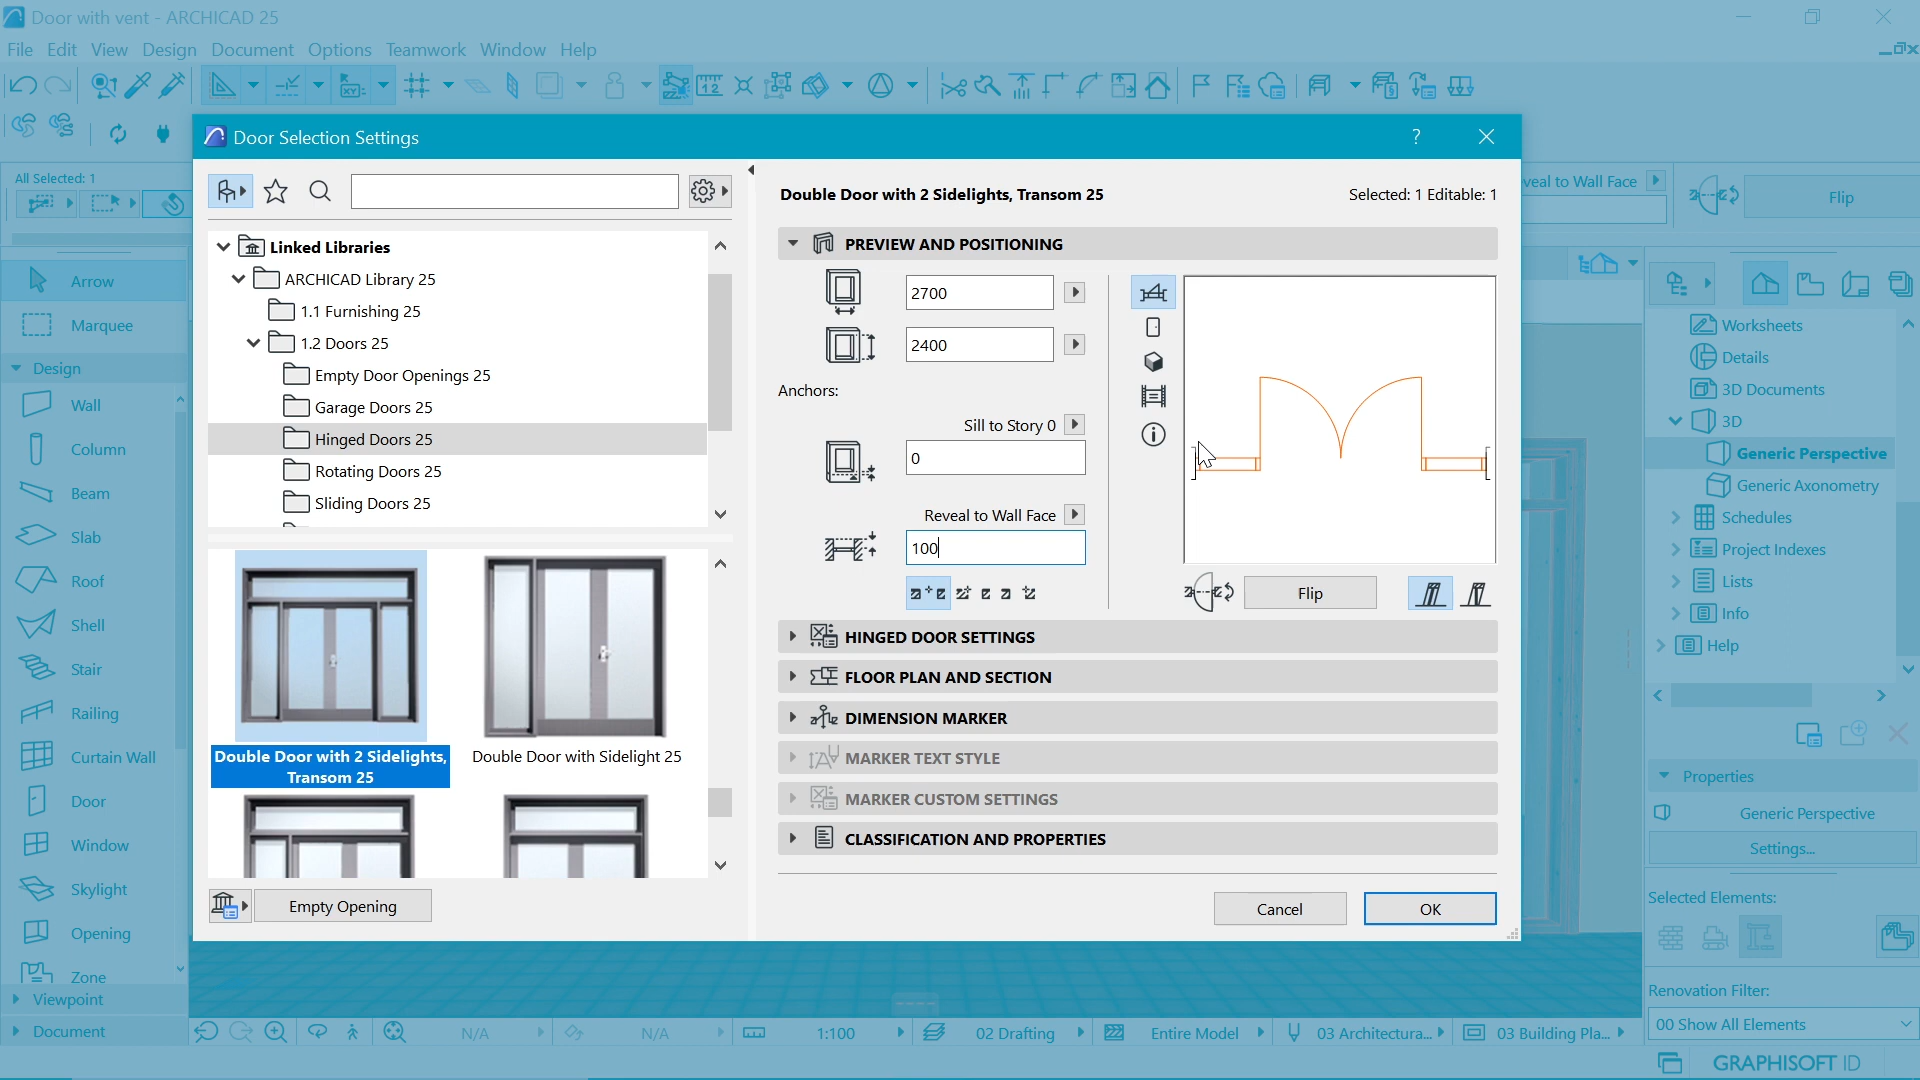 Door with vent - ARCHICAD 25
File Edit View Design Document Options Teamwork Window Help
All Selected: 1
Door Selection Settings
?
Double Door with 2 Sidelights, Transom 25
Selected: 1 Editable: 1
Flip
Linked Libraries
ARCHICAD Library 25
1.1 Furnishing 25
1.2 Doors 25
Empty Door Openings 25
Garage Doors 25
Hinged Doors 25
Rotating Doors 25
Sliding Doors 25
Double Door with 2 Sidelights,
Transom 25
Double Door with Sidelight 25
Empty Opening
PREVIEW AND POSITIONING
2700
2400
Anchors:
Sill to Story 0
0
Reveal to Wall Face
100
Flip
HINGED DOOR SETTINGS
FLOOR PLAN AND SECTION
DIMENSION MARKER
MARKER TEXT STYLE
MARKER CUSTOM SETTINGS
CLASSIFICATION AND PROPERTIES
Cancel
OK
Arrow
Marquee
Design
Wall
Column
Beam
Slab
Roof
Shell
Stair
Railing
Curtain Wall
Door
Window
Skylight
Opening
Zone
Viewpoint
Document
to Wall Face
Worksheets
Details
3D Documents
3D
Generic Perspective
Generic Axonometry
Schedules
Project Indexes
Lists
Info
Help
Properties
Generic Perspective
Settings...
Selected Elements:
Renovation Filter:
00 Show All Elements
N/A
N/A
1:100
02 Drafting
Entire Model
03 Architectura...
03 Building Pla...
GRAPHISOFT ID